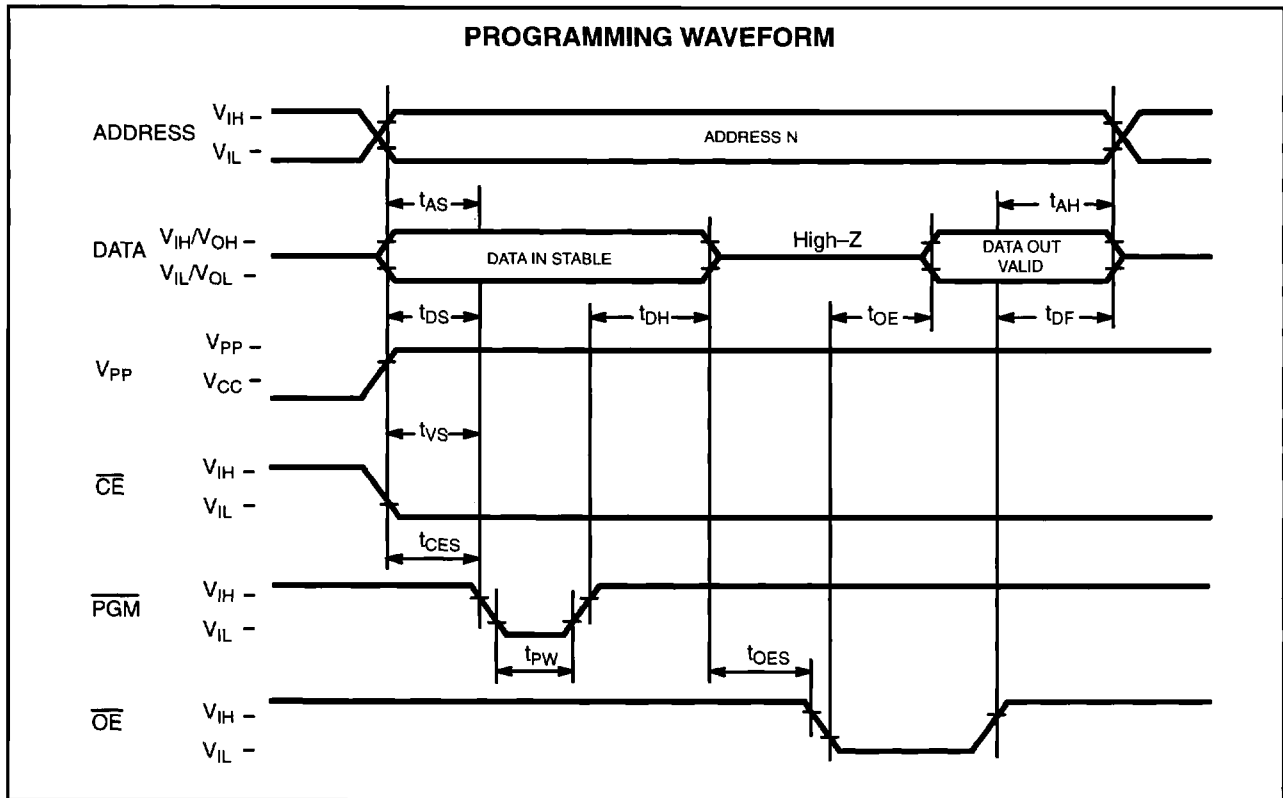 PROGRAMMING WAVEFORM
ADDRESS
VIH
VIL
ADDRESS N
tAS
tAH
DATA
VIH/VOH
VIL/VOL
DATA IN STABLE
High–Z
DATA OUT
VALID
tDS
tDH
tOE
tDF
VPP
VPP
VCC
tVS
CE
VIH
VIL
tCES
PGM
VIH
VIL
tPW
tOES
OE
VIH
VIL